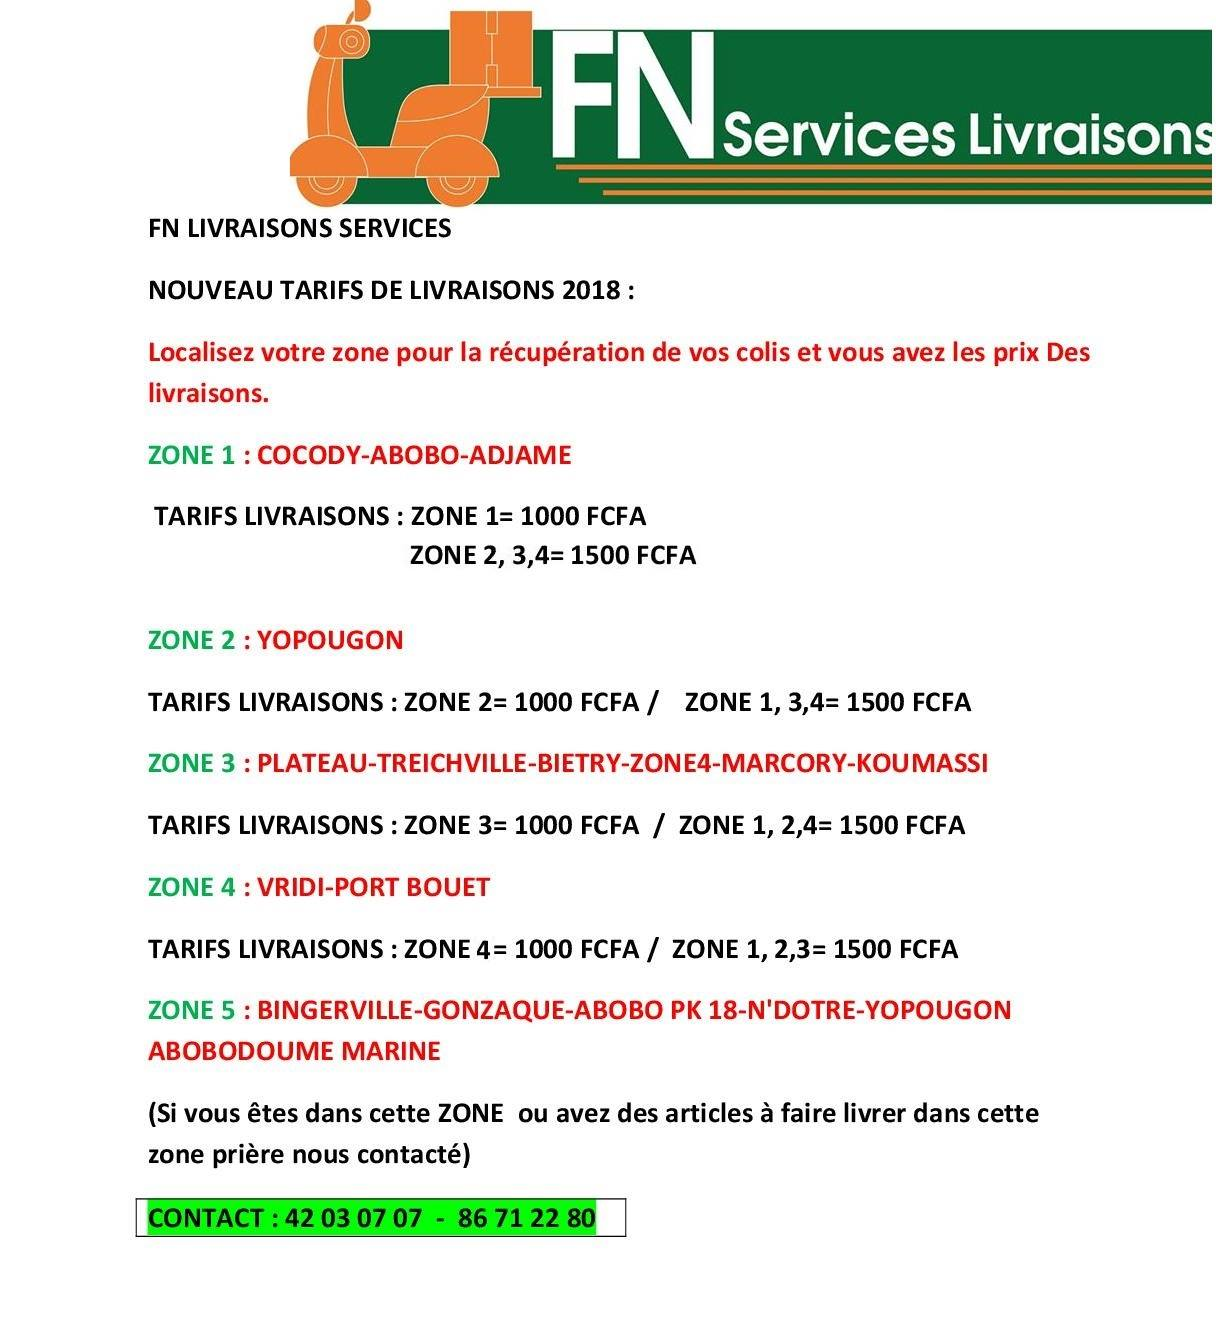 FN Services Livraisons
FN LIVRAISONS SERVICES
NOUVEAU TARIFS DE LIVRAISONS 2018 :
Localisez votre zone pour la récupération de vos colis et vous avez les prix Des
livraisons.
ZONE 1 : COCODY-ABOBO-ADJAME
TARIFS LIVRAISONS : ZONE 1= 1000 FCFA
ZONE 2, 3,4= 1500 FCFA
ZONE 2 : YOPOUGON
TARIFS LIVRAISONS : ZONE 2= 1000 FCFA / ZONE 1, 3,4= 1500 FCFA
ZONE 3 : PLATEAU-TREICHVILLE-BIETRY-ZONE4-MARCORY-KOUMASSI
TARIFS LIVRAISONS : ZONE 3= 1000 FCFA / ZONE 1, 2,4= 1500 FCFA
ZONE 4 : VRIDI-PORT BOUET
TARIFS LIVRAISONS : ZONE 4= 1000 FCFA / ZONE 1, 2,3= 1500 FCFA
ZONE 5 : BINGERVILLE-GONZAQUE-ABOBO PK 18-N'DOTRE-YOPOUGON
ABOBODOUME MARINE
(Si vous êtes dans cette ZONE ou avez des articles à faire livrer dans cette
zone prière nous contacté)
CONTACT : 42 03 07 07 - 86 71 22 80